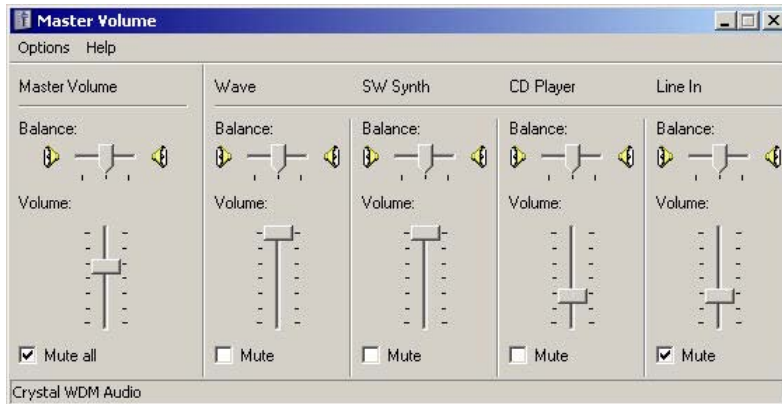 Master Volume
Options Help
Master Volume Wave SW Synth CD Player Line In
Balance: Balance: Balance: Balance: Balance:
Volume: Volume: Volume: Volume: Volume:
Mute all Mute Mute Mute Mute
Crystal WDM Audio